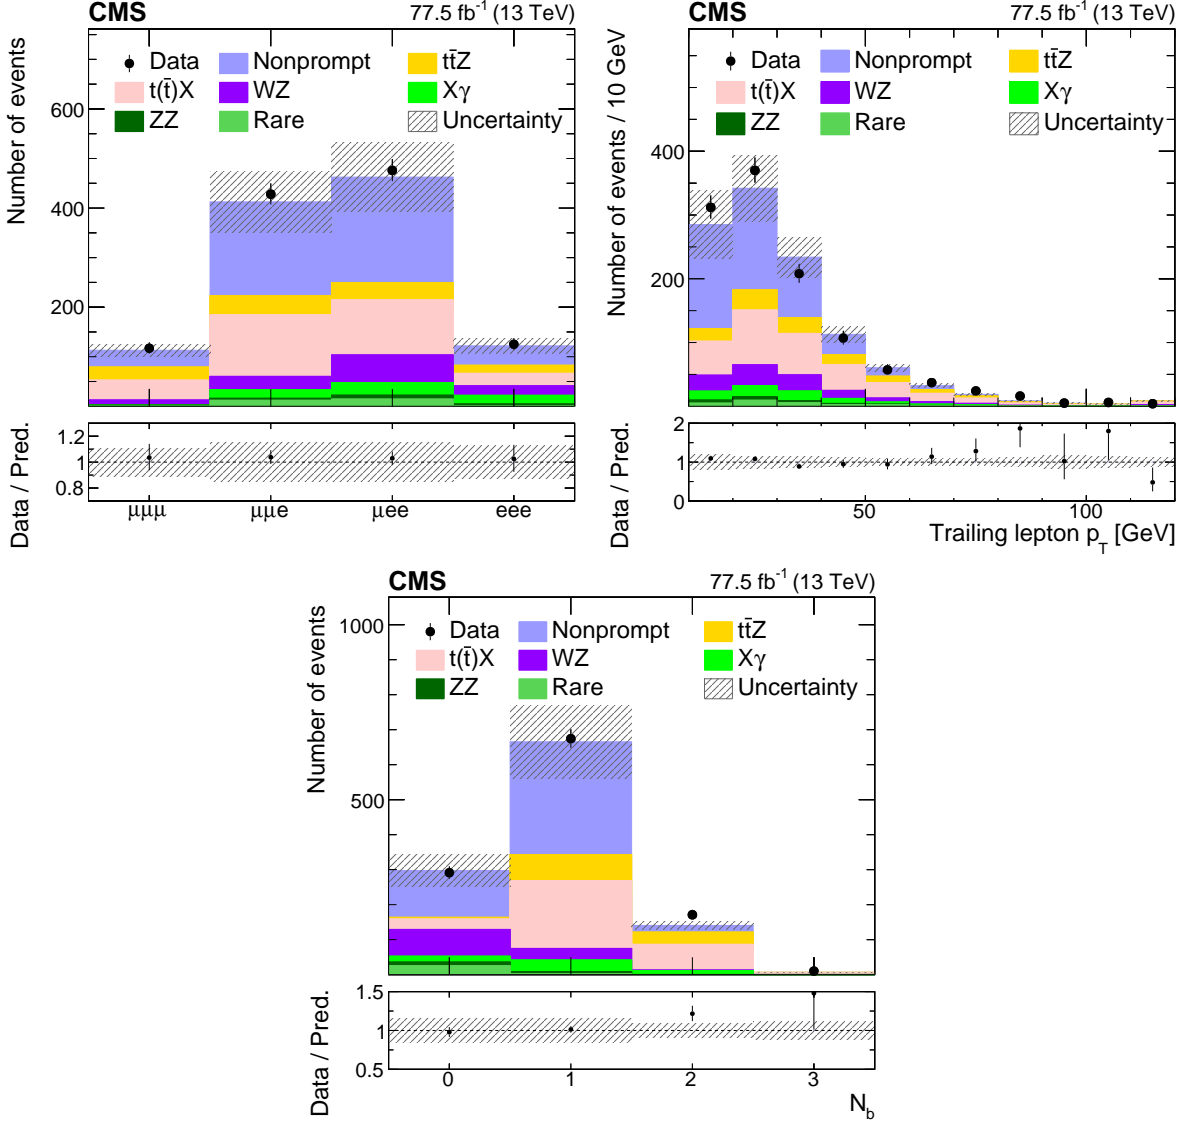 CMS 77.5 fb⁻¹ (13 TeV)
Number of events
600
400
200
Data Nonprompt tt̄Z
t(t̄)X WZ Xγ
ZZ Rare Uncertainty
Data / Pred.
1.2
1
0.8
μμμ μμe μee eee
CMS 77.5 fb⁻¹ (13 TeV)
Number of events / 10 GeV
400
200
0
Data Nonprompt tt̄Z
t(t̄)X WZ Xγ
ZZ Rare Uncertainty
Data / Pred.
2
1
0
50 100
Trailing lepton p_T [GeV]
CMS 77.5 fb⁻¹ (13 TeV)
Number of events
1000
500
Data Nonprompt tt̄Z
t(t̄)X WZ Xγ
ZZ Rare Uncertainty
Data / Pred.
1.5
1
0.5
0 1 2 3
N_b